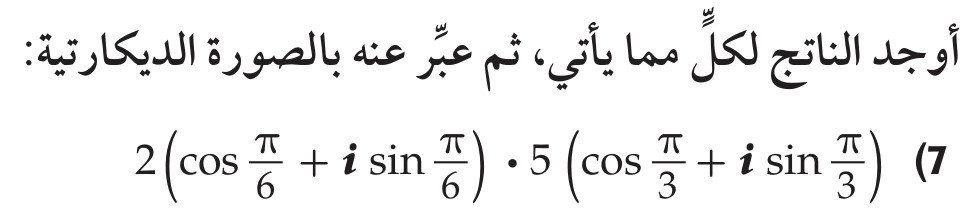 أوجد الناتج لكلٍّ مما يأتي، ثم عبِّر عنه بالصورة الديكارتية:
(7 2(cos π/6 + i sin π/6) • 5 (cos π/3 + i sin π/3)